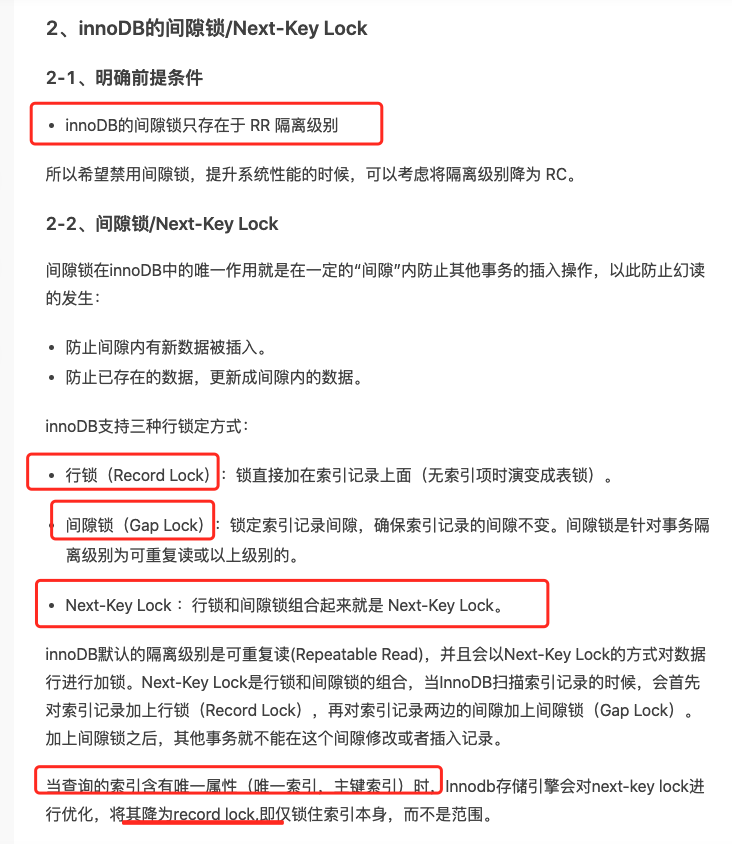 2、innoDB的间隙锁/Next-Key Lock
2-1、明确前提条件
• innoDB的间隙锁只存在于 RR 隔离级别
所以希望禁用间隙锁，提升系统性能的时候，可以考虑将隔离级别降为 RC。
2-2、间隙锁/Next-Key Lock
间隙锁在innoDB中的唯一作用就是在一定的“间隙”内防止其他事务的插入操作，以此防止幻读
的发生：
• 防止间隙内有新数据被插入。
• 防止已存在的数据，更新成间隙内的数据。
innoDB支持三种行锁定方式：
• 行锁（Record Lock）：锁直接加在索引记录上面（无索引项时演变成表锁）。
• 间隙锁（Gap Lock）：锁定索引记录间隙，确保索引记录的间隙不变。间隙锁是针对事务隔
离级别为可重复读或以上级别的。
• Next-Key Lock ：行锁和间隙锁组合起来就是 Next-Key Lock。
innoDB默认的隔离级别是可重复读(Repeatable Read)，并且会以Next-Key Lock的方式对数据
行进行加锁。Next-Key Lock是行锁和间隙锁的组合，当InnoDB扫描索引记录的时候，会首先
对索引记录加上行锁（Record Lock），再对索引记录两边的间隙加上间隙锁（Gap Lock）。
加上间隙锁之后，其他事务就不能在这个间隙修改或者插入记录。
当查询的索引含有唯一属性（唯一索引，主键索引）时，Innodb存储引擎会对next-key lock进
行优化，将其降为record lock,即仅锁住索引本身，而不是范围。